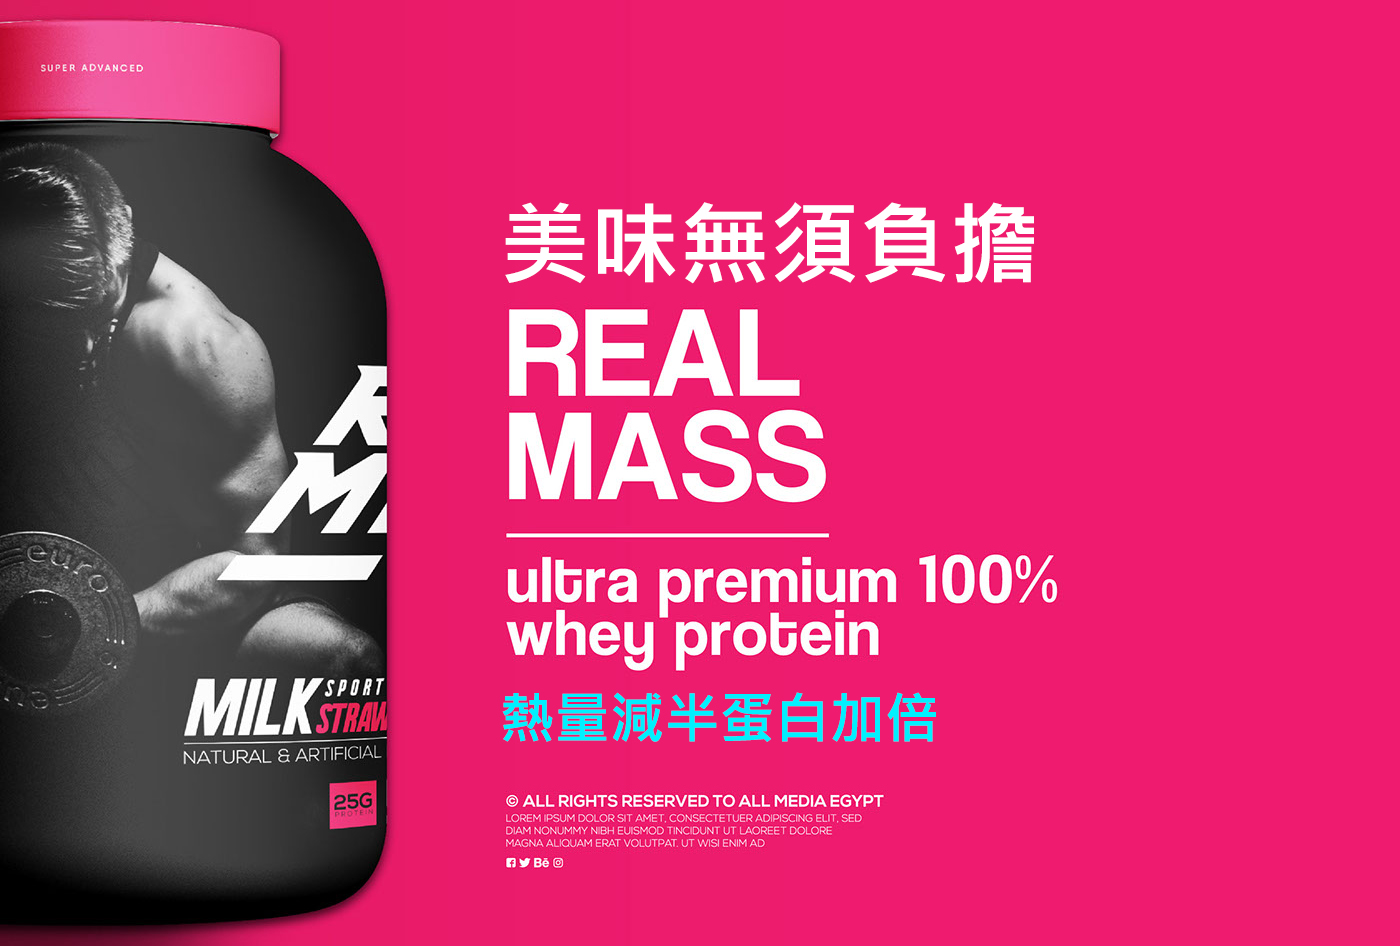 SUPER ADVANCED
美味無須負擔
REAL
MASS
ultra premium 100%
whey protein
熱量減半蛋白加倍
© ALL RIGHTS RESERVED TO ALL MEDIA EGYPT
LOREM IPSUM DOLOR SIT AMET, CONSECTETUER ADIPISCING ELIT, SED
DIAM NONUMMY NIBH EUISMOD TINCIDUNT UT LAOREET DOLORE
MAGNA ALIQUAM ERAT VOLUTPAT. UT WISI ENIM AD
Bē
euro
MILK SPORT
STRAW
NATURAL & ARTIFICIAL
25G
PROTEIN